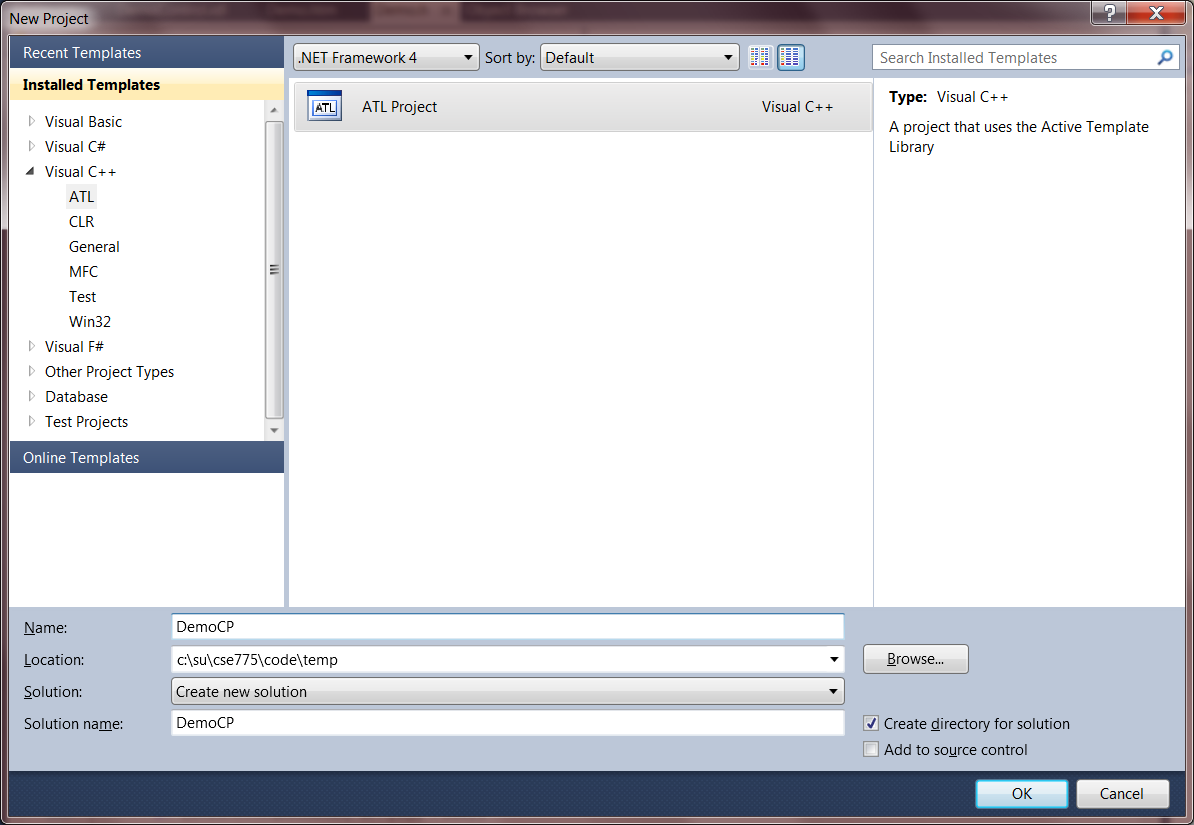 New Project
?
X
Recent Templates
.NET Framework 4
Sort by:
Default
Search Installed Templates
Installed Templates
Visual Basic
Visual C#
Visual C++
ATL
CLR
General
MFC
Test
Win32
Visual F#
Other Project Types
Database
Test Projects
Online Templates
ATL
ATL Project
Visual C++
Type: Visual C++
A project that uses the Active Template
Library
Name:
DemoCP
Location:
c:\su\cse775\code\temp
Browse...
Solution:
Create new solution
Solution name:
DemoCP
Create directory for solution
Add to source control
OK
Cancel